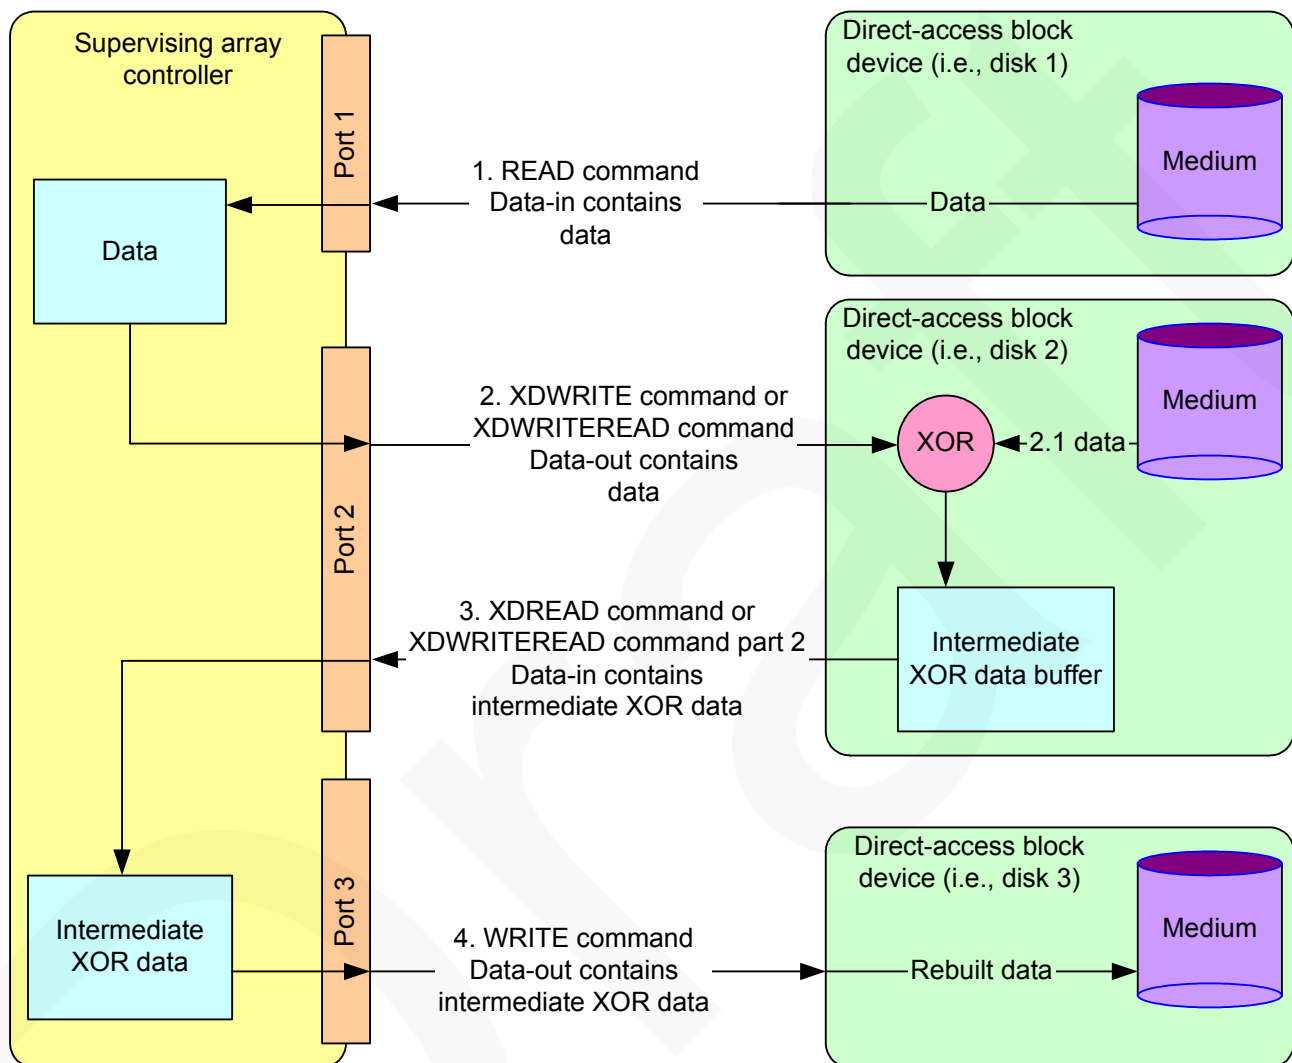 Supervising array
controller
Port 1
Data
Port 2
Port 3
Intermediate
XOR data
1. READ command
Data-in contains
data
2. XDWRITE command or
XDWRITEREAD command
Data-out contains
data
3. XDREAD command or
XDWRITEREAD command part 2
Data-in contains
intermediate XOR data
4. WRITE command
Data-out contains
intermediate XOR data
Direct-access block
device (i.e., disk 1)
Medium
Data
Direct-access block
device (i.e., disk 2)
Medium
XOR
2.1 data
Intermediate
XOR data buffer
Direct-access block
device (i.e., disk 3)
Medium
Rebuilt data